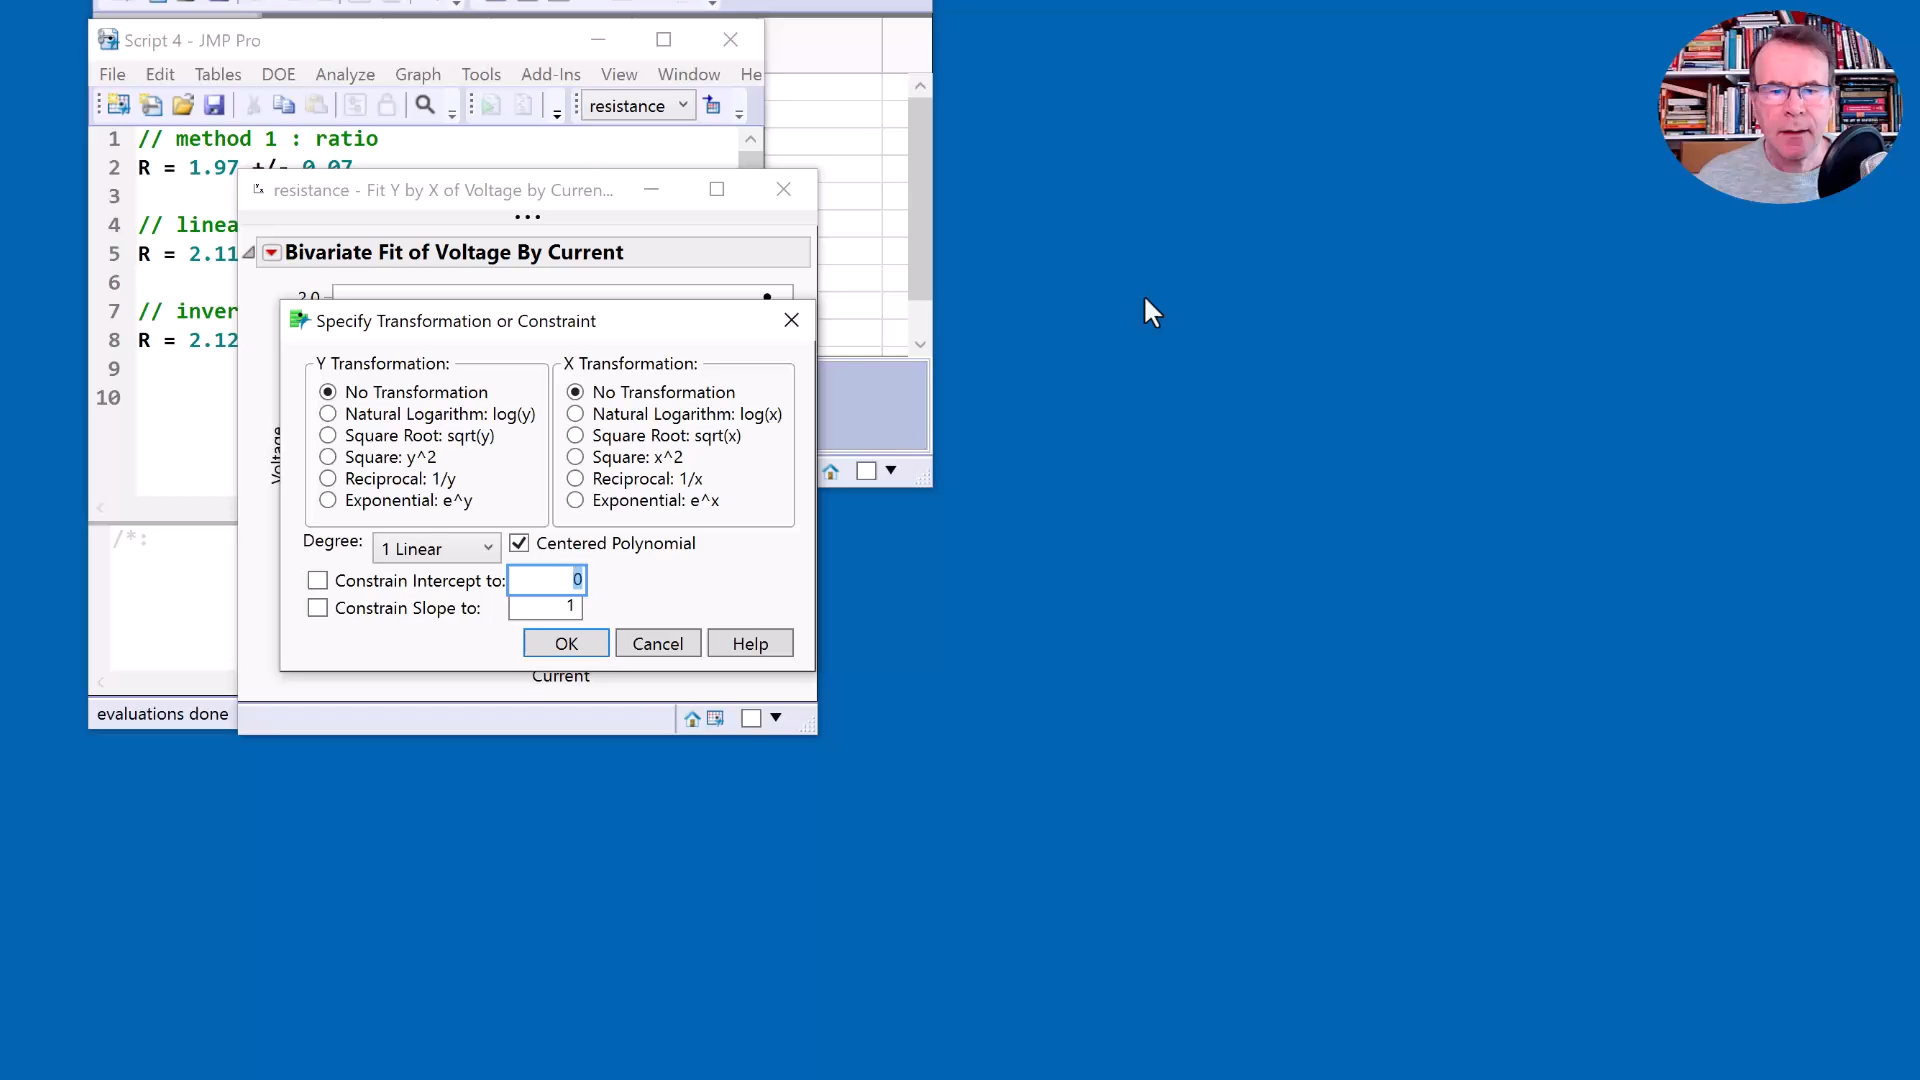 Script 4 - JMP Pro
File Edit Tables DOE Analyze Graph Tools Add-Ins View Window He
resistance
1 // method 1 : ratio
2 R = 1.97 +/- 0.07
3
4 // linea
5 R = 2.11
6
7 // inver
8 R = 2.12
9
10
/*:
evaluations done
resistance - Fit Y by X of Voltage by Curren...
Bivariate Fit of Voltage By Current
2.0
Voltage
Specify Transformation or Constraint
Y Transformation:
No Transformation
Natural Logarithm: log(y)
Square Root: sqrt(y)
Square: y^2
Reciprocal: 1/y
Exponential: e^y
X Transformation:
No Transformation
Natural Logarithm: log(x)
Square Root: sqrt(x)
Square: x^2
Reciprocal: 1/x
Exponential: e^x
Degree: 1 Linear Centered Polynomial
Constrain Intercept to: 0
Constrain Slope to: 1
OK Cancel Help
Current